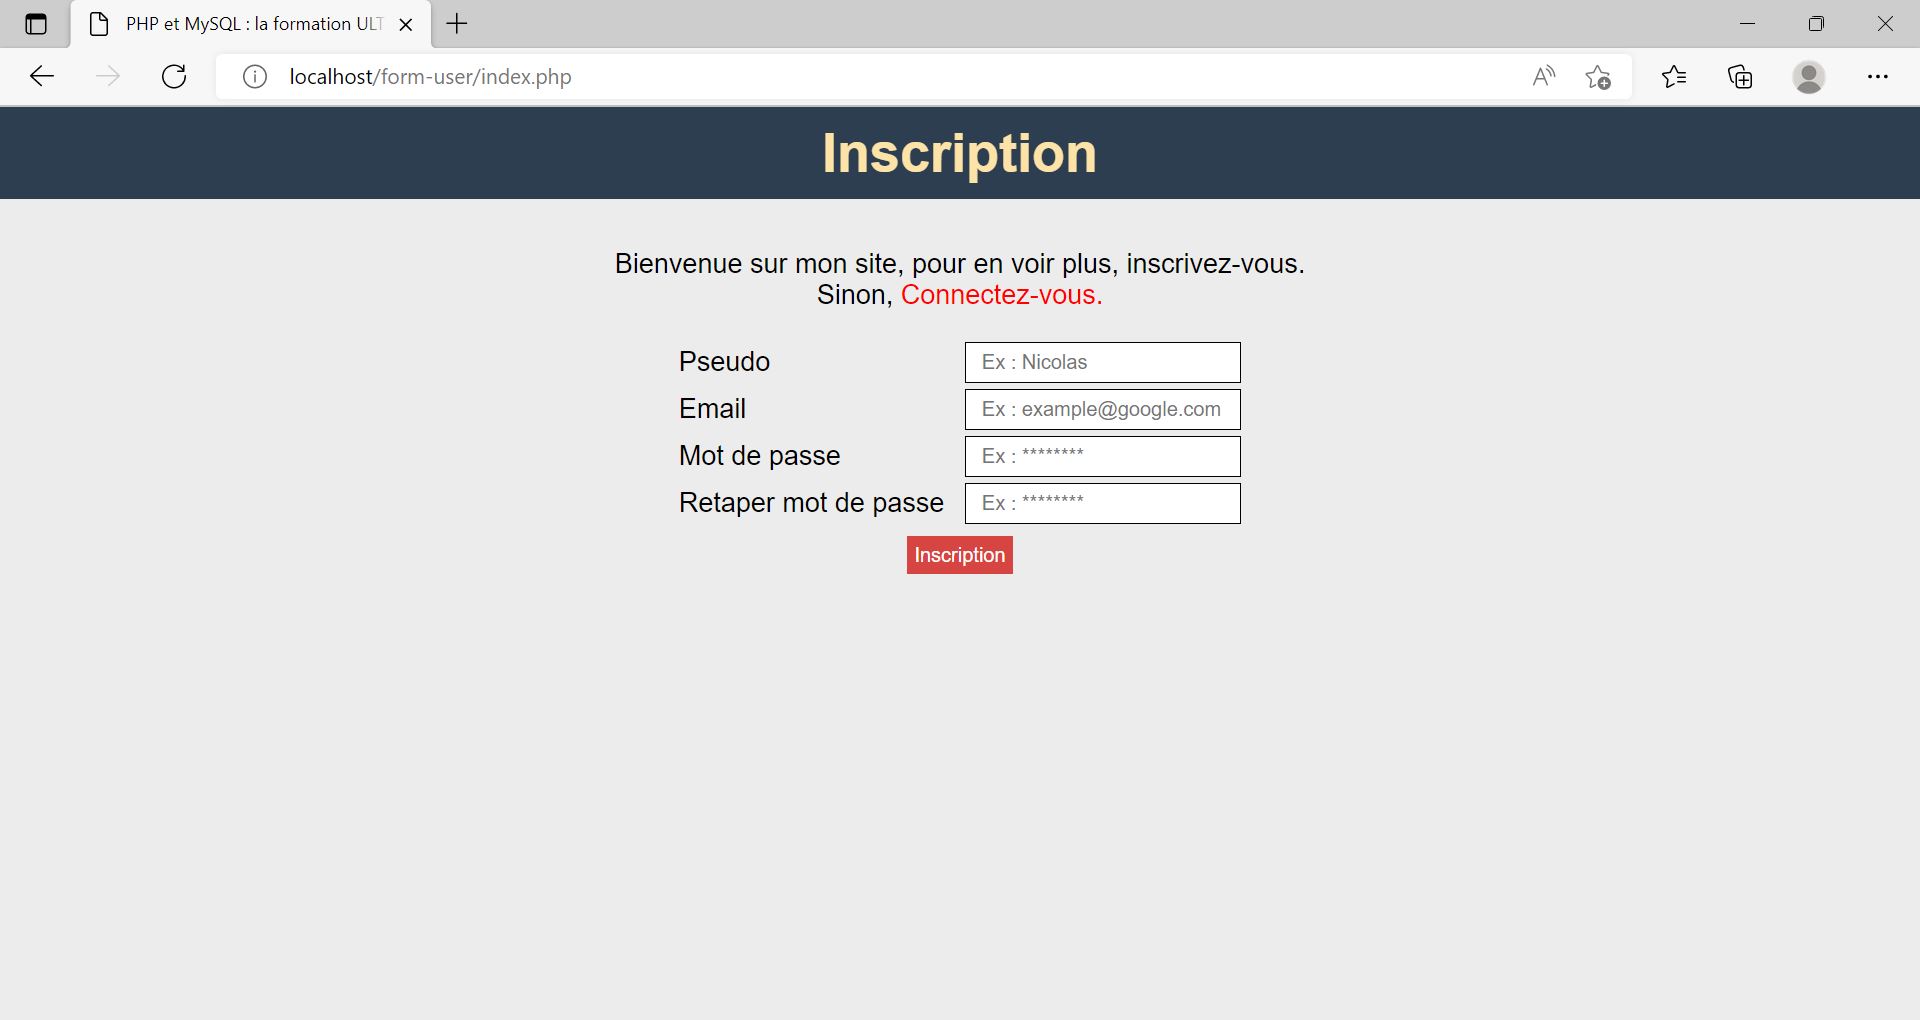 PHP et MySQL : la formation ULT
localhost/form-user/index.php
Inscription
Bienvenue sur mon site, pour en voir plus, inscrivez-vous.
Sinon, Connectez-vous.
Pseudo Ex : Nicolas
Email Ex : example@google.com
Mot de passe Ex : ********
Retaper mot de passe Ex : ********
Inscription